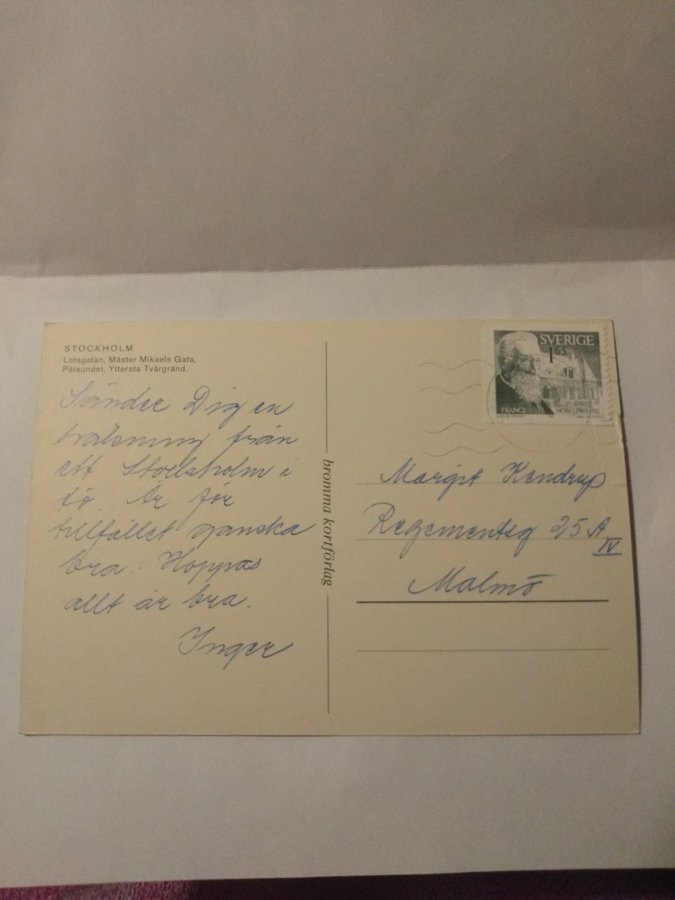 STOCKHOLM
Lotsgatan, Mäster Mikaels Gata,
Pålsundet, Yttersta Tvärgränd.
Sänder Dig en
hälsning från
ett Stockholm i
tö. Är för
tillfället ganska
bra. Hoppas
allt är bra.
Inger
bromma kortförlag
SVERIGE
1 65
FRANCE
Margit Kendrup
Regementsg 25 A
IV
Malmö